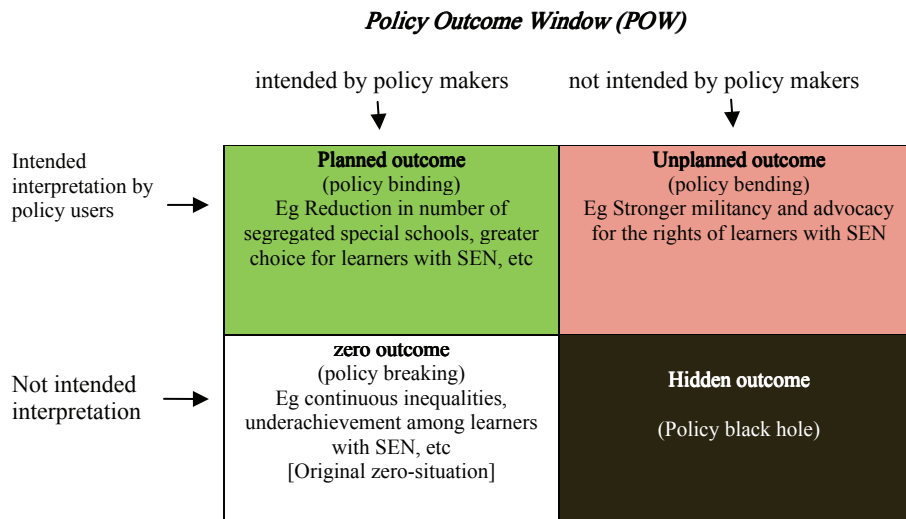 Policy Outcome Window (POW)
intended by policy makers
not intended by policy makers
Intended
interpretation by
policy users
Planned outcome
(policy binding)
Eg Reduction in number of
segregated special schools, greater
choice for learners with SEN, etc
Unplanned outcome
(policy bending)
Eg Stronger militancy and advocacy
for the rights of learners with SEN
Not intended
interpretation
zero outcome
(policy breaking)
Eg continuous inequalities,
underachievement among learners
with SEN, etc
[Original zero-situation]
Hidden outcome
(Policy black hole)